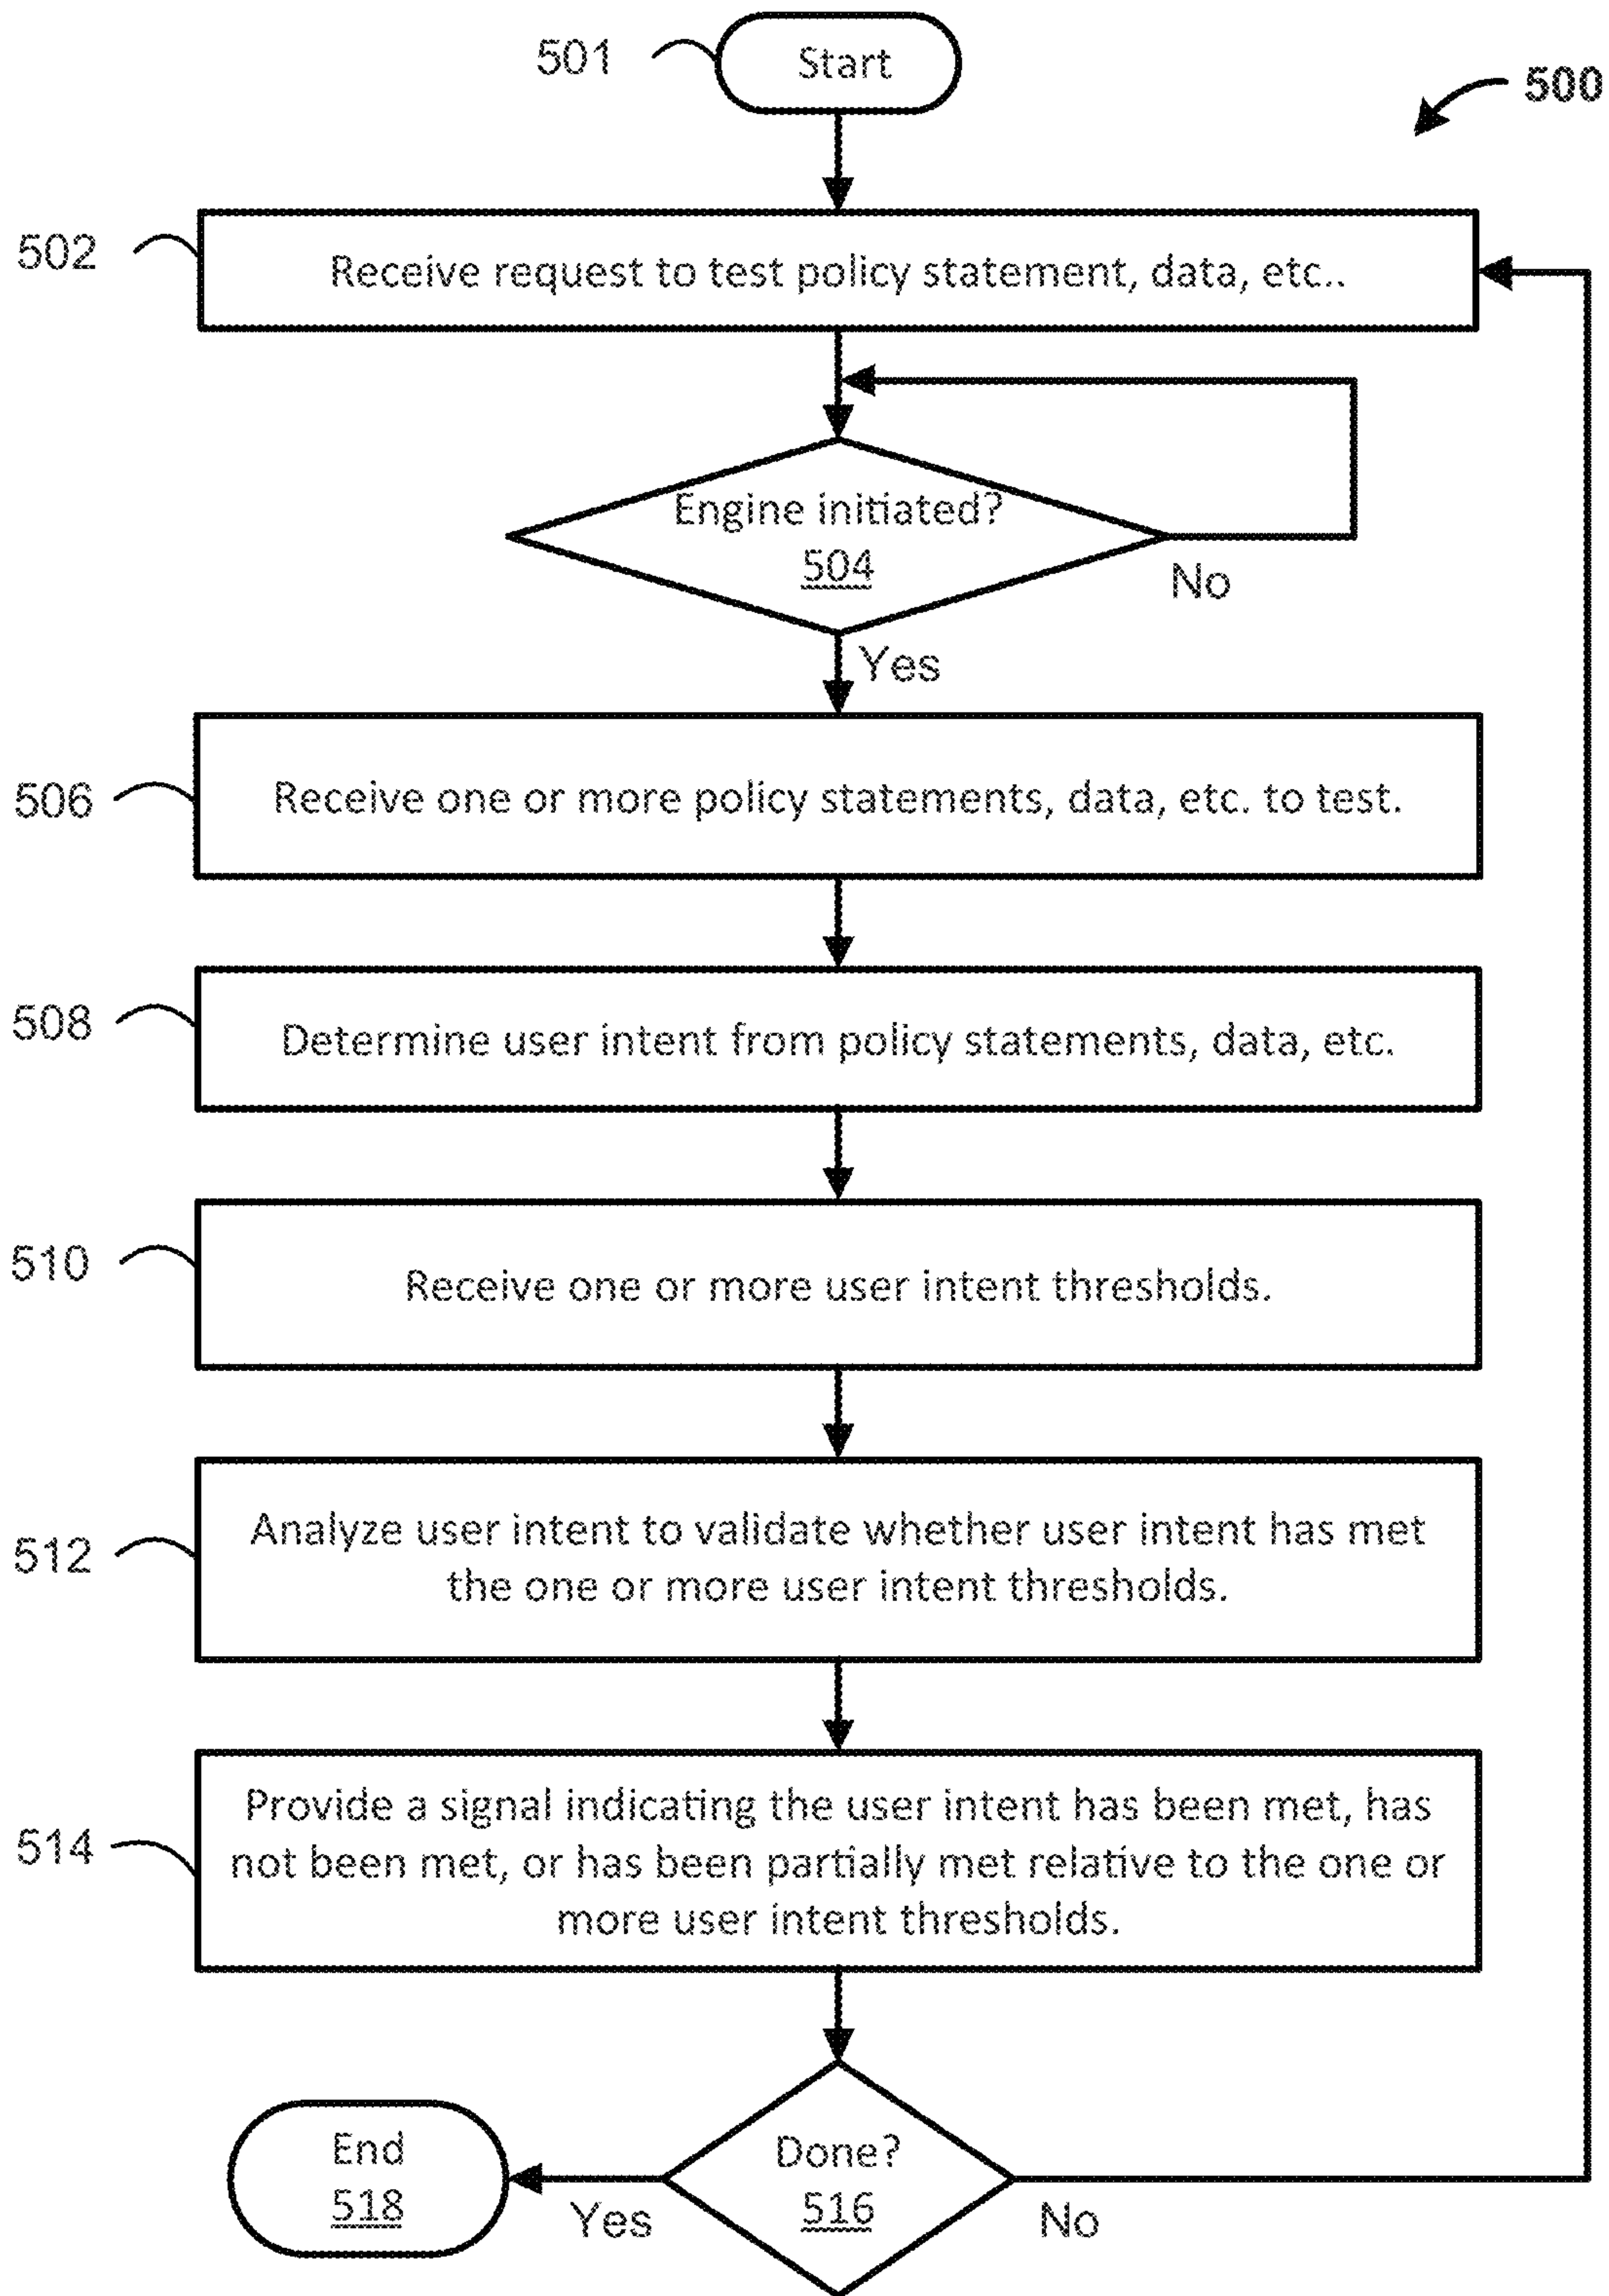 501
Start
500
502
Receive request to test policy statement, data, etc..
Engine initiated?
504
No
Yes
506
Receive one or more policy statements, data, etc. to test.
508
Determine user intent from policy statements, data, etc.
510
Receive one or more user intent thresholds.
512
Analyze user intent to validate whether user intent has met
the one or more user intent thresholds.
514
Provide a signal indicating the user intent has been met, has
not been met, or has been partially met relative to the one or
more user intent thresholds.
Done?
516
End
518
Yes
No